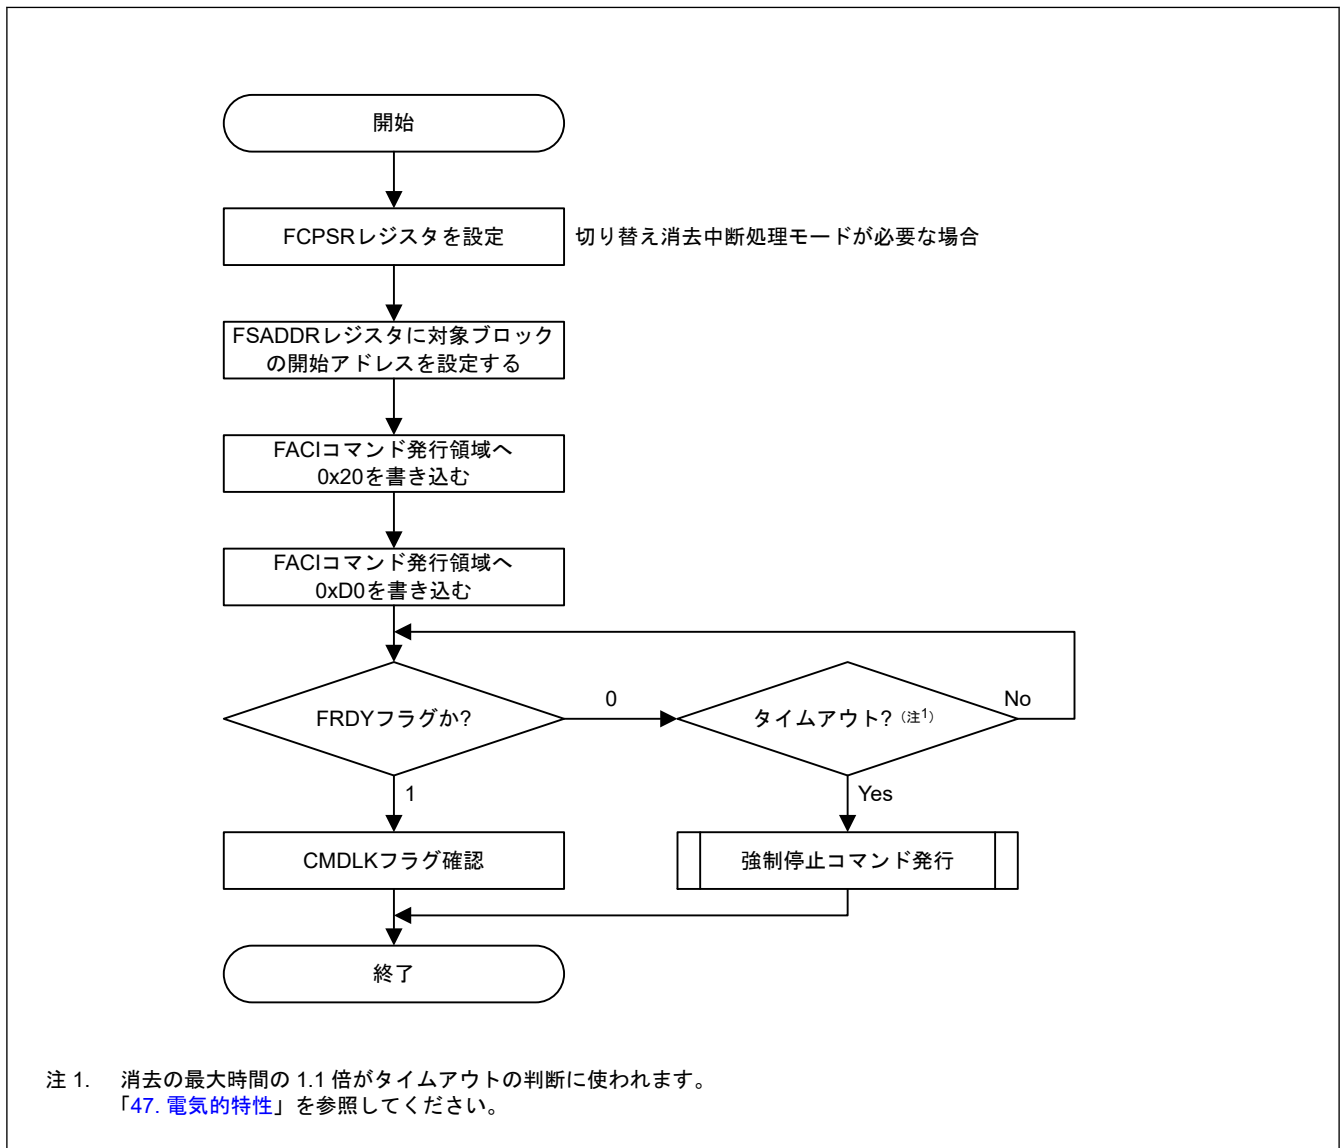 開始
FCPSRレジスタを設定
切り替え消去中断処理モードが必要な場合
FSADDRレジスタに対象ブロック
の開始アドレスを設定する
FACIコマンド発行領域へ
0x20を書き込む
FACIコマンド発行領域へ
0xD0を書き込む
FRDYフラグか?
0
タイムアウト? (注1)
No
1
Yes
CMDLKフラグ確認
強制停止コマンド発行
終了
注 1. 消去の最大時間の 1.1 倍がタイムアウトの判断に使われます。
「47. 電気的特性」を参照してください。